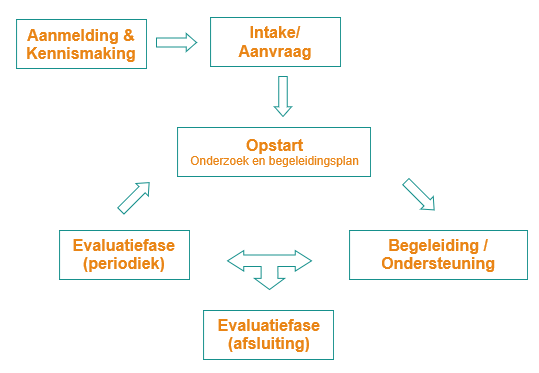 Aanmelding &
Kennismaking
Intake/
Aanvraag
Opstart
Onderzoek en begeleidingsplan
Evaluatiefase
(periodiek)
Begeleiding /
Ondersteuning
Evaluatiefase
(afsluiting)